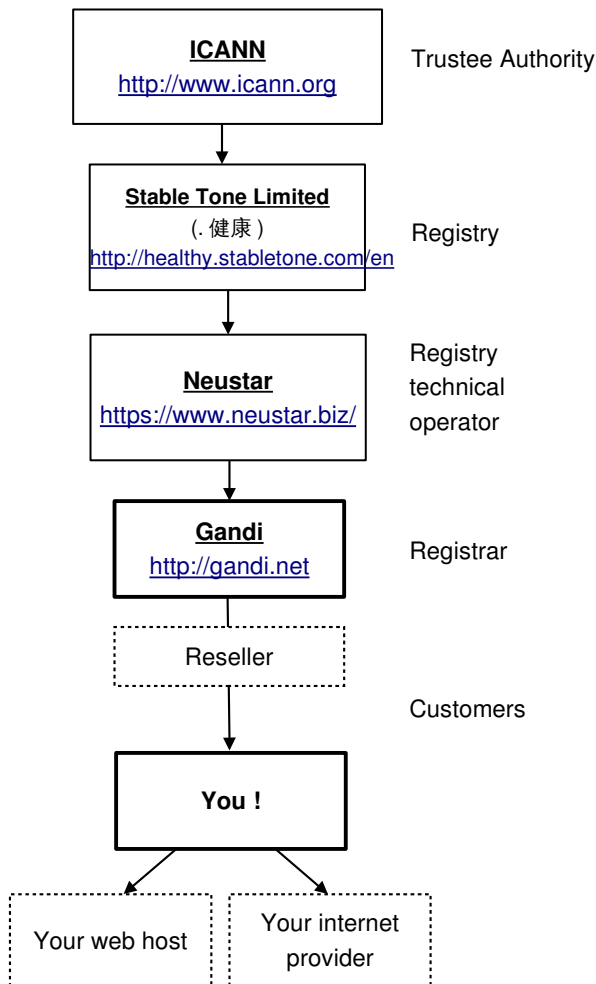 ICANN
http://www.icann.org
Trustee Authority
Stable Tone Limited
(. 健康 )
http://healthy.stabletone.com/en
Registry
Neustar
https://www.neustar.biz/
Registry
technical
operator
Gandi
http://gandi.net
Registrar
Reseller
Customers
You !
Your web host
Your internet
provider